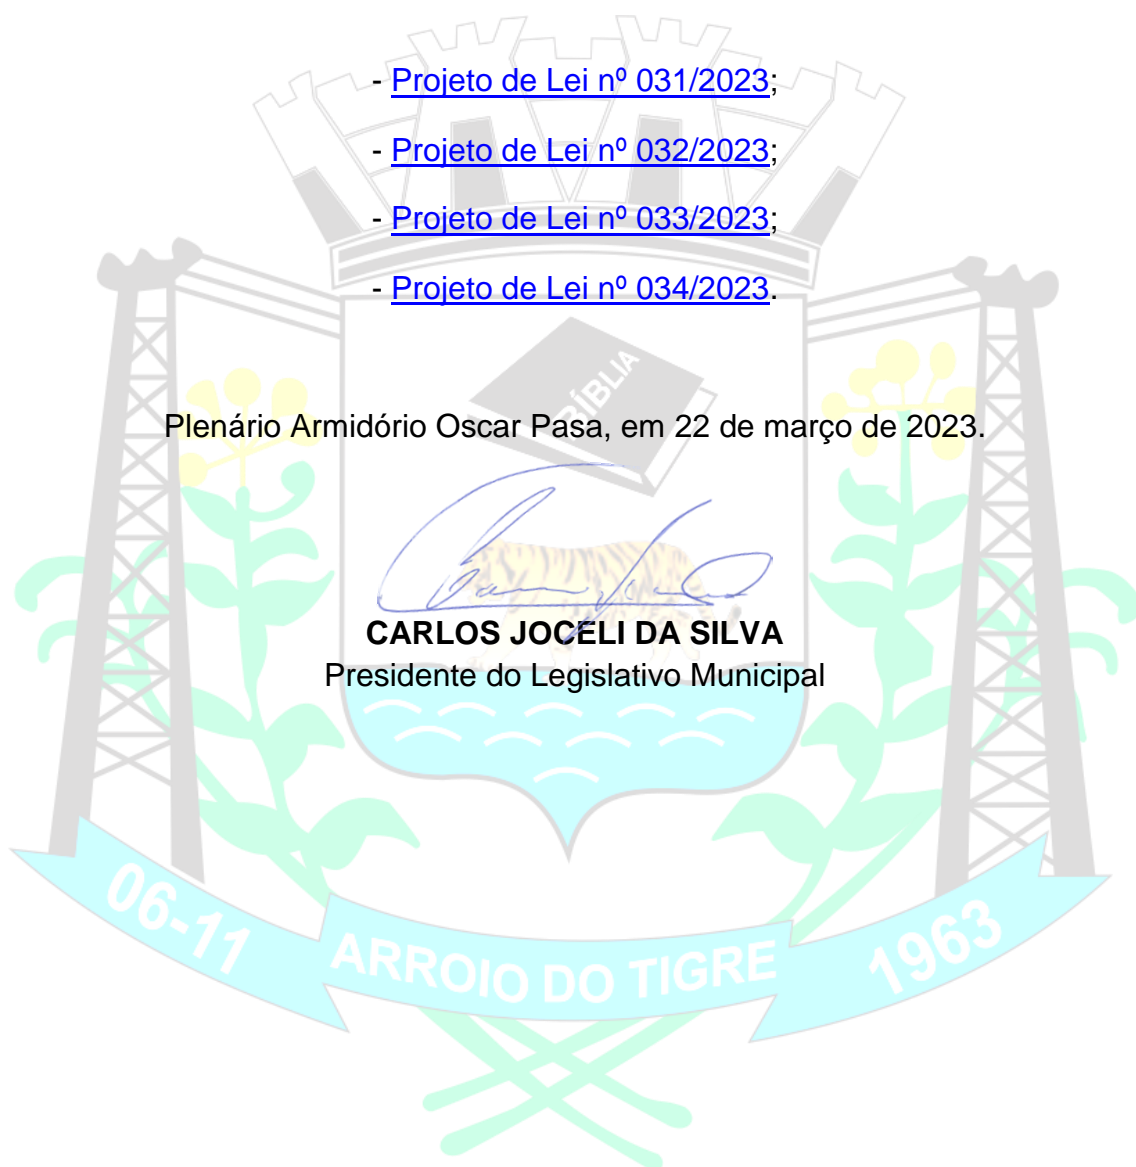 - Projeto de Lei nº 031/2023;
- Projeto de Lei nº 032/2023;
- Projeto de Lei nº 033/2023;
- Projeto de Lei nº 034/2023.
BÍBLIA
Plenário Armidório Oscar Pasa, em 22 de março de 2023.
CARLOS JOCELI DA SILVA
Presidente do Legislativo Municipal
06-11 ARROIO DO TIGRE 1963